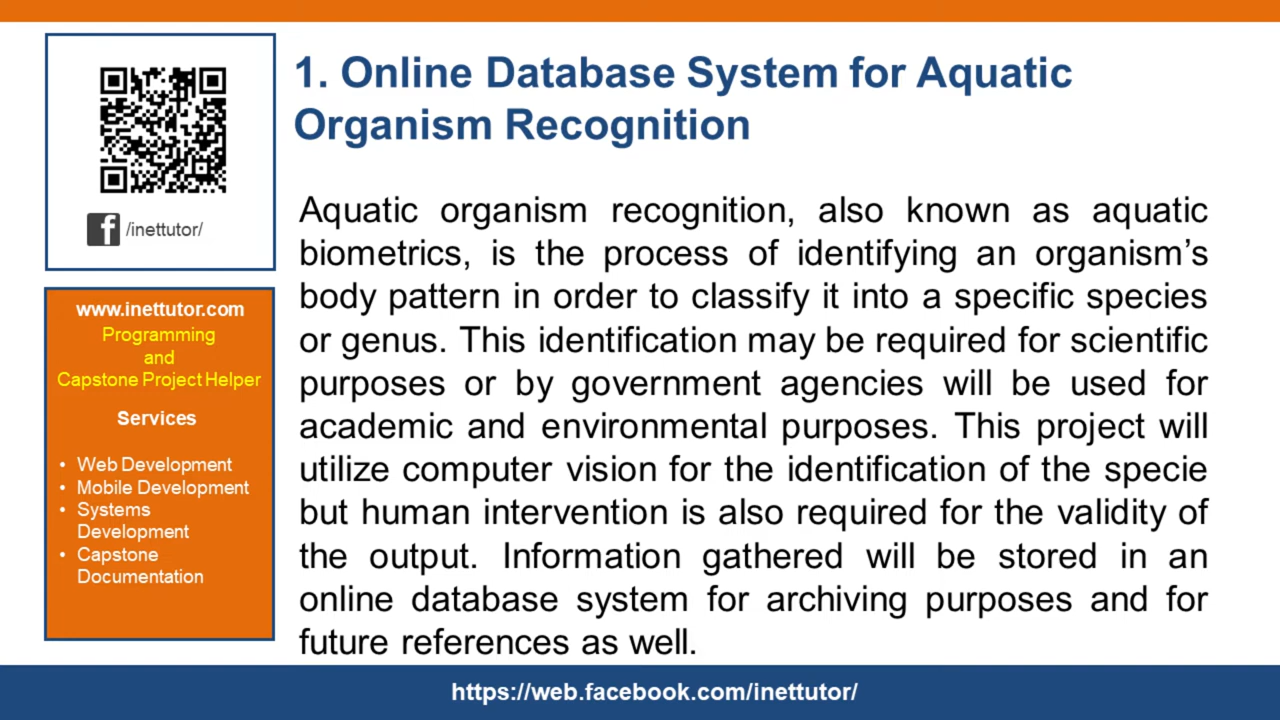 /inettutor/
www.inettutor.com
Programming
and
Capstone Project Helper
Services
• Web Development
• Mobile Development
• Systems
Development
• Capstone
Documentation
1. Online Database System for Aquatic
Organism Recognition
Aquatic organism recognition, also known as aquatic
biometrics, is the process of identifying an organism’s
body pattern in order to classify it into a specific species
or genus. This identification may be required for scientific
purposes or by government agencies will be used for
academic and environmental purposes. This project will
utilize computer vision for the identification of the specie
but human intervention is also required for the validity of
the output. Information gathered will be stored in an
online database system for archiving purposes and for
future references as well.
https://web.facebook.com/inettutor/